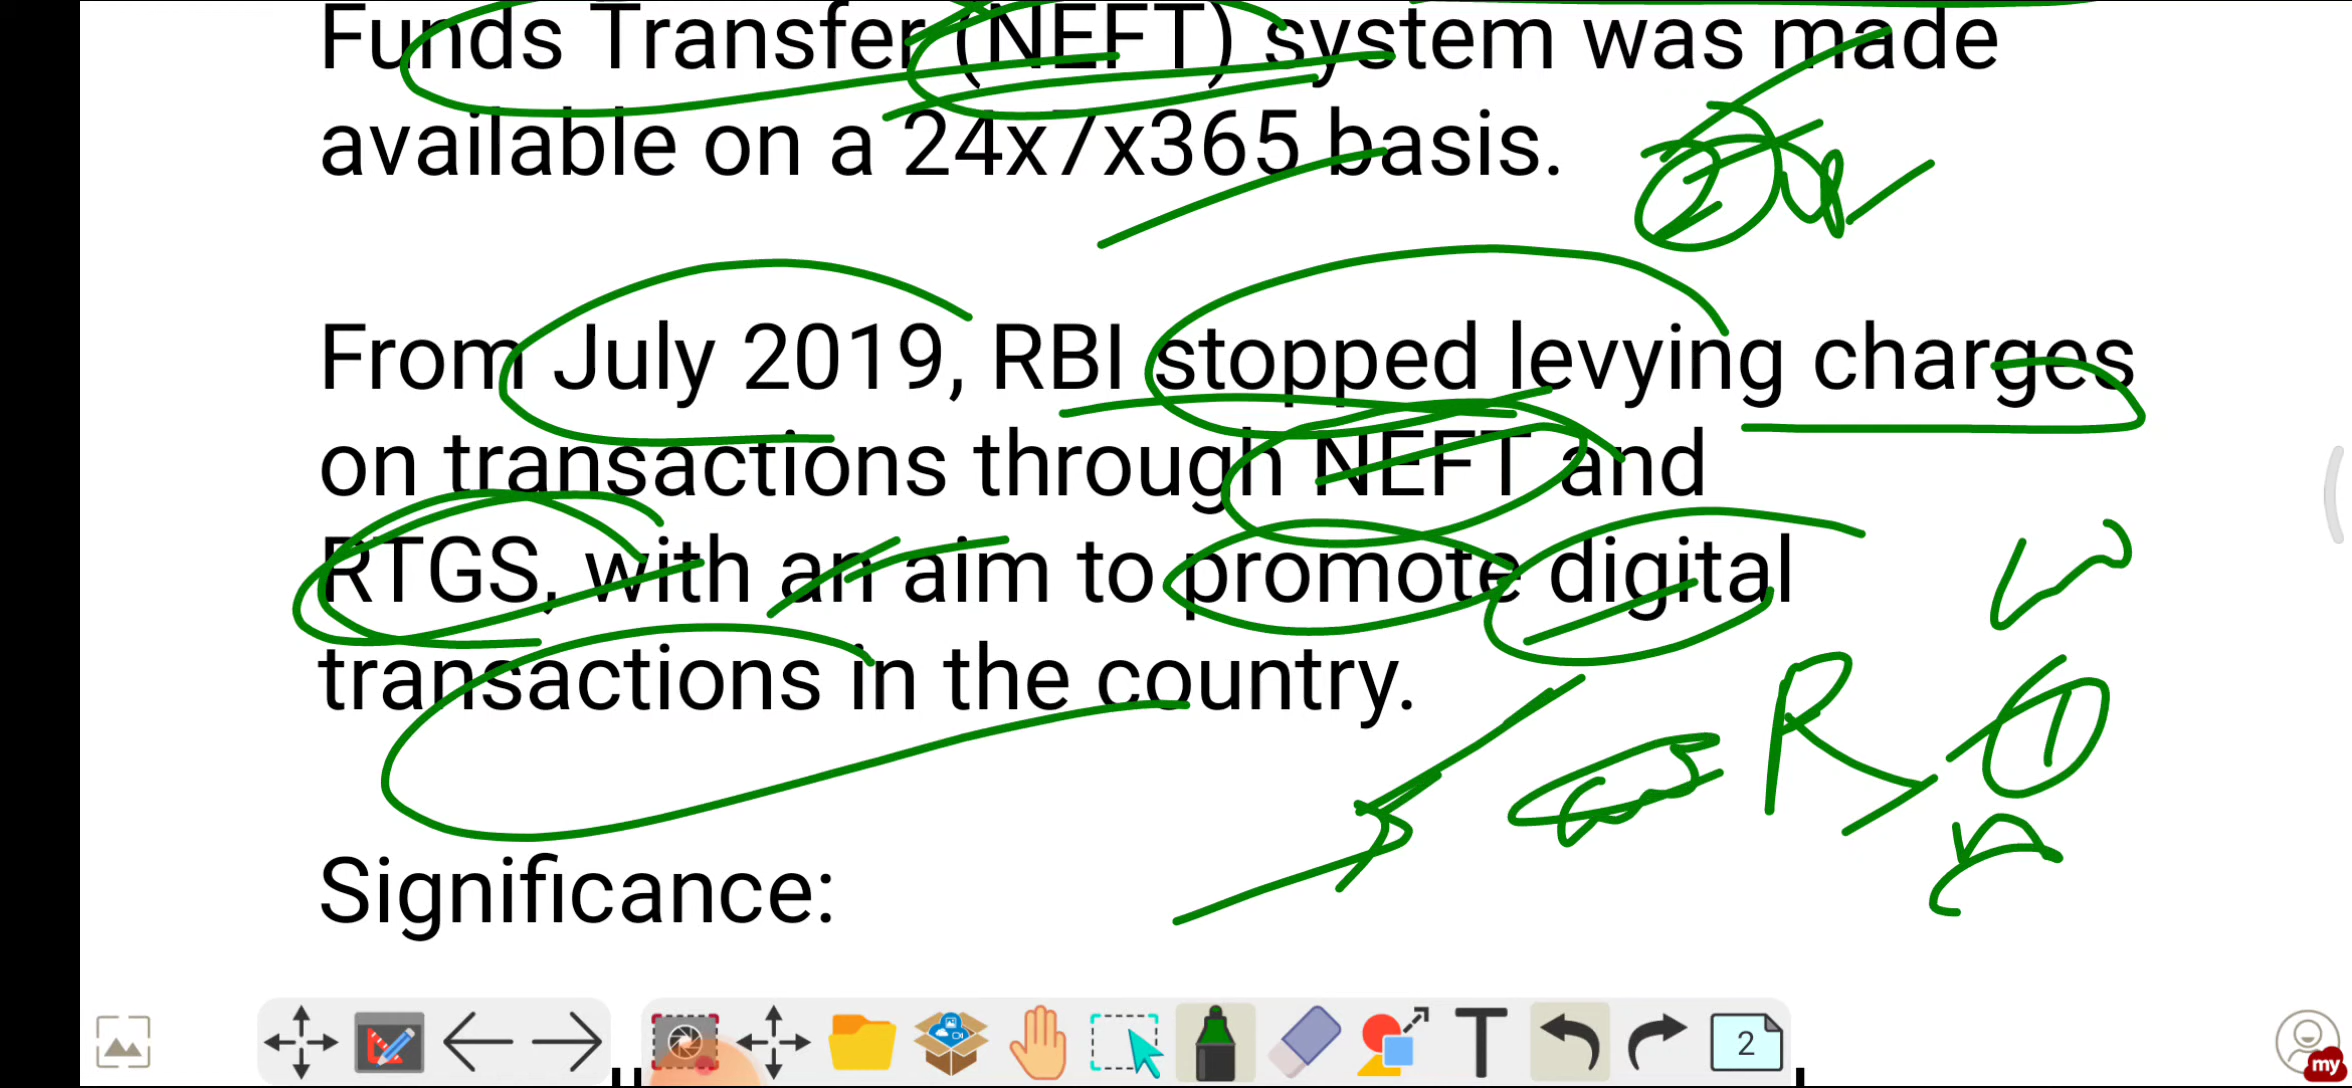 Funds Transfer (NEFT) system was made
available on a 24x7x365 basis.
From July 2019, RBI stopped levying charges
on transactions through NEFT and
RTGS, with an aim to promote digital
transactions in the country.
Significance:
T
2
my